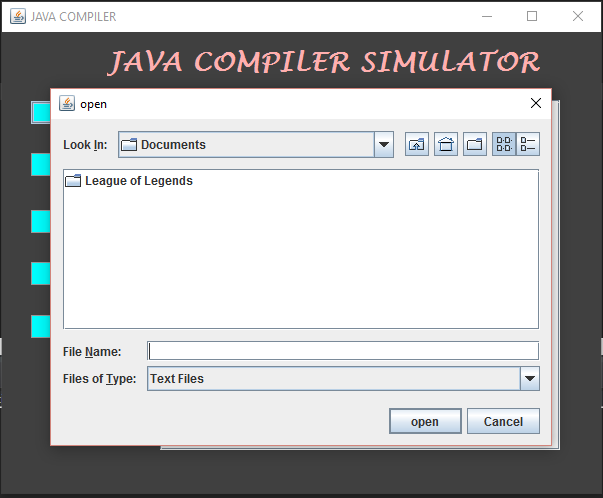 JAVA COMPILER
JAVA COMPILER SIMULATOR
open
Look In: Documents
League of Legends
File Name:
Files of Type: Text Files
open Cancel